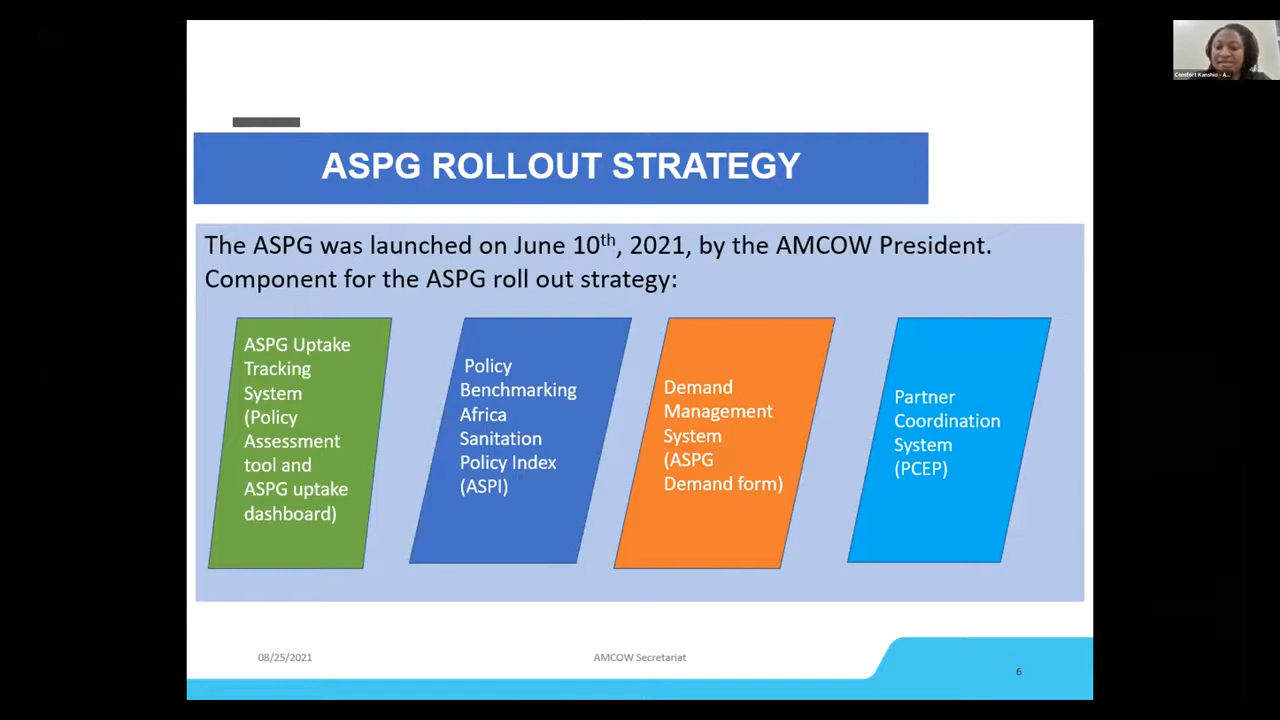 Comfort Kanshio - A...
ASPG ROLLOUT STRATEGY
The ASPG was launched on June 10th, 2021, by the AMCOW President.
Component for the ASPG roll out strategy:
ASPG Uptake
Tracking
System
(Policy
Assessment
tool and
ASPG uptake
dashboard)
Policy
Benchmarking
Africa
Sanitation
Policy Index
(ASPI)
Demand
Management
System
(ASPG
Demand form)
Partner
Coordination
System
(PCEP)
08/25/2021
AMCOW Secretariat
6